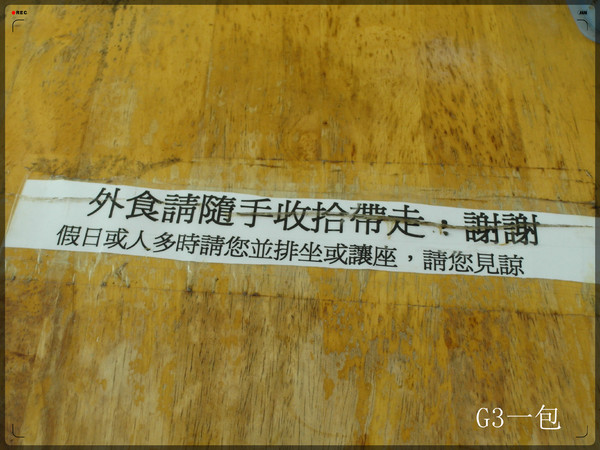 外食請隨手收拾帶走，謝謝
假日或人多時請您並排坐或讓座，請您見諒
G3一包